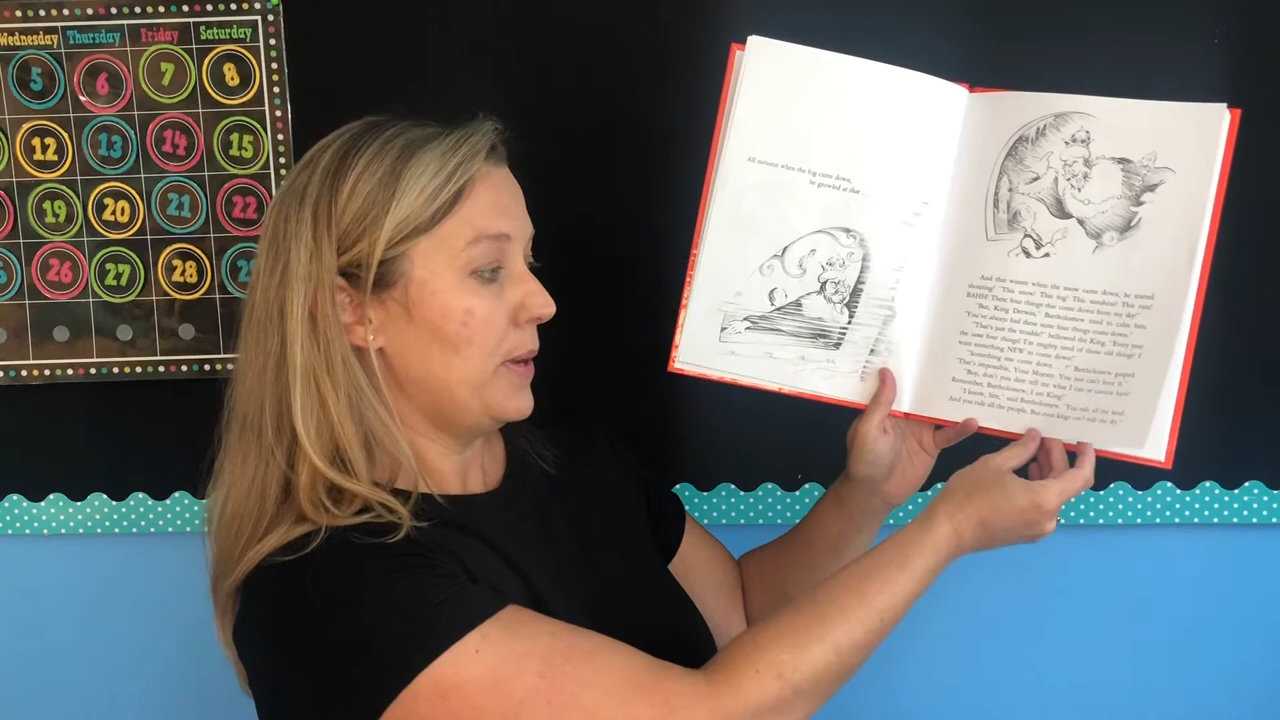 Wednesday Thursday Friday Saturday
5 6 7 8
12 13 14 15
19 20 21 22
26 27 28
All autumn when the fog came down,
he growled at that . . .
And that winter when the snow came down, he started
shouting! "This snow! This fog! This sunshine! This rain!
BAHH! These four things that come down from my sky!"
"But, King Derwin," Bartholomew tried to calm him.
"You've always had these same four things come down."
"That's just the trouble!" bellowed the King. "Every year
the same four things! I'm mighty tired of those old things! I
want something NEW to come down!"
"Something new come down . . . ?" Bartholomew gasped.
"That's impossible, Your Majesty. You just can't have it."
"Boy, don't you dare tell me what I can or cannot have!
Remember, Bartholomew, I am King!"
"I know, Sire," said Bartholomew. "You rule all the land.
And you rule all the people. But even kings can't rule the sky."